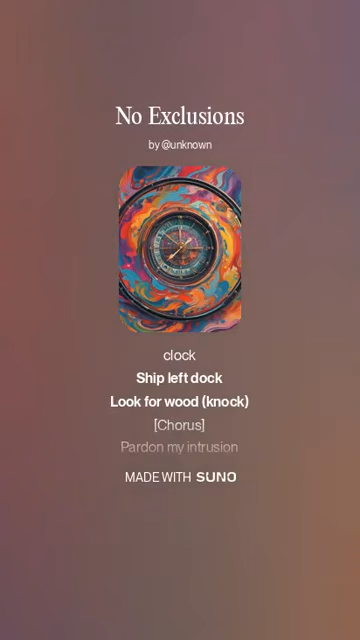 No Exclusions
by @unknown
clock
Ship left dock
Look for wood (knock)
[Chorus]
Pardon my intrusion
MADE WITH SUNO